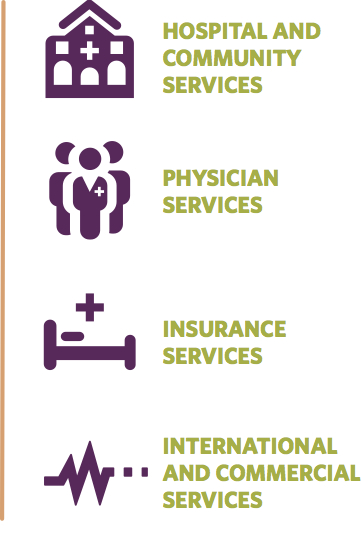 HOSPITAL AND
COMMUNITY
SERVICES
PHYSICIAN
SERVICES
INSURANCE
SERVICES
INTERNATIONAL
AND COMMERCIAL
SERVICES